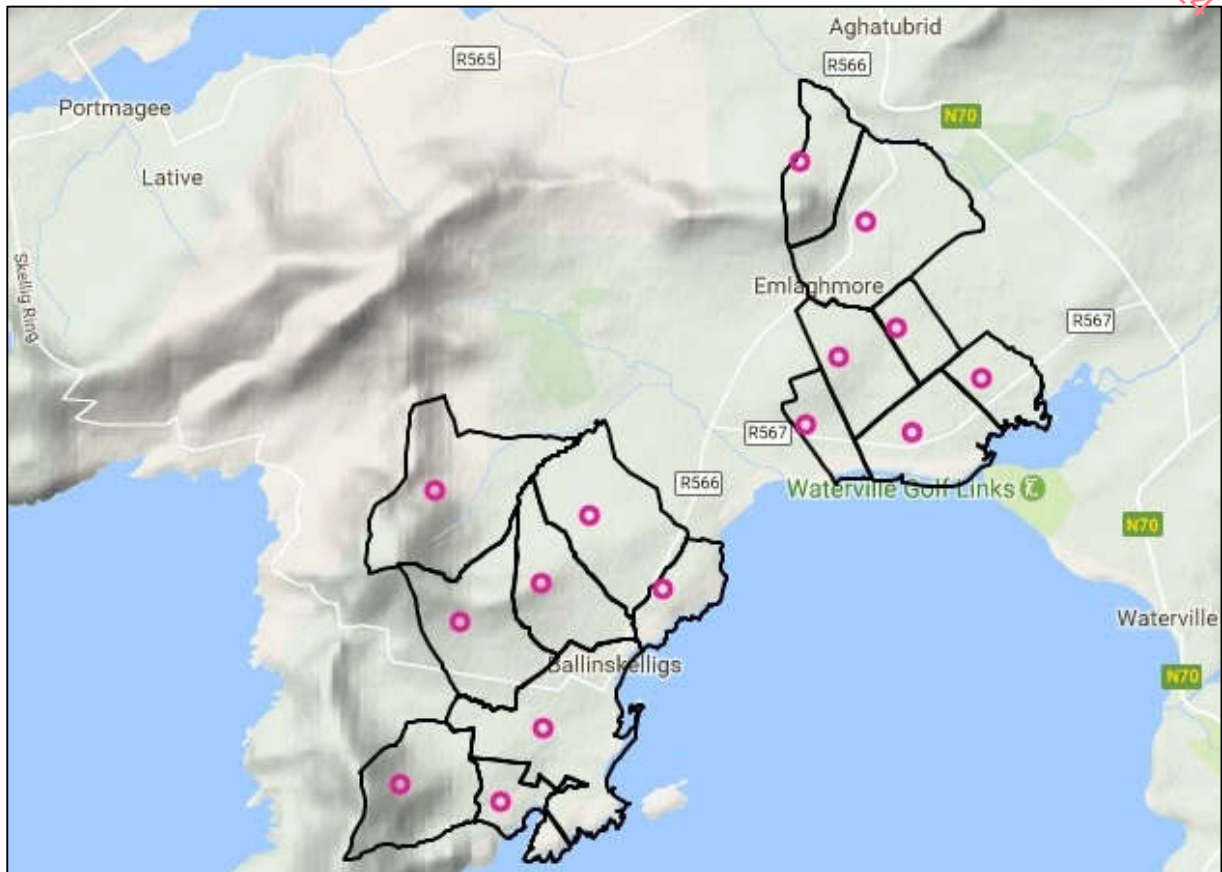 Aghatubrid
R565
R566
Portmagee
N70
Lative
Skellig Ring
Emlaghmore
R567
R567
R566
Waterville Golf Links
N70
Waterville
Ballinskelligs
N70